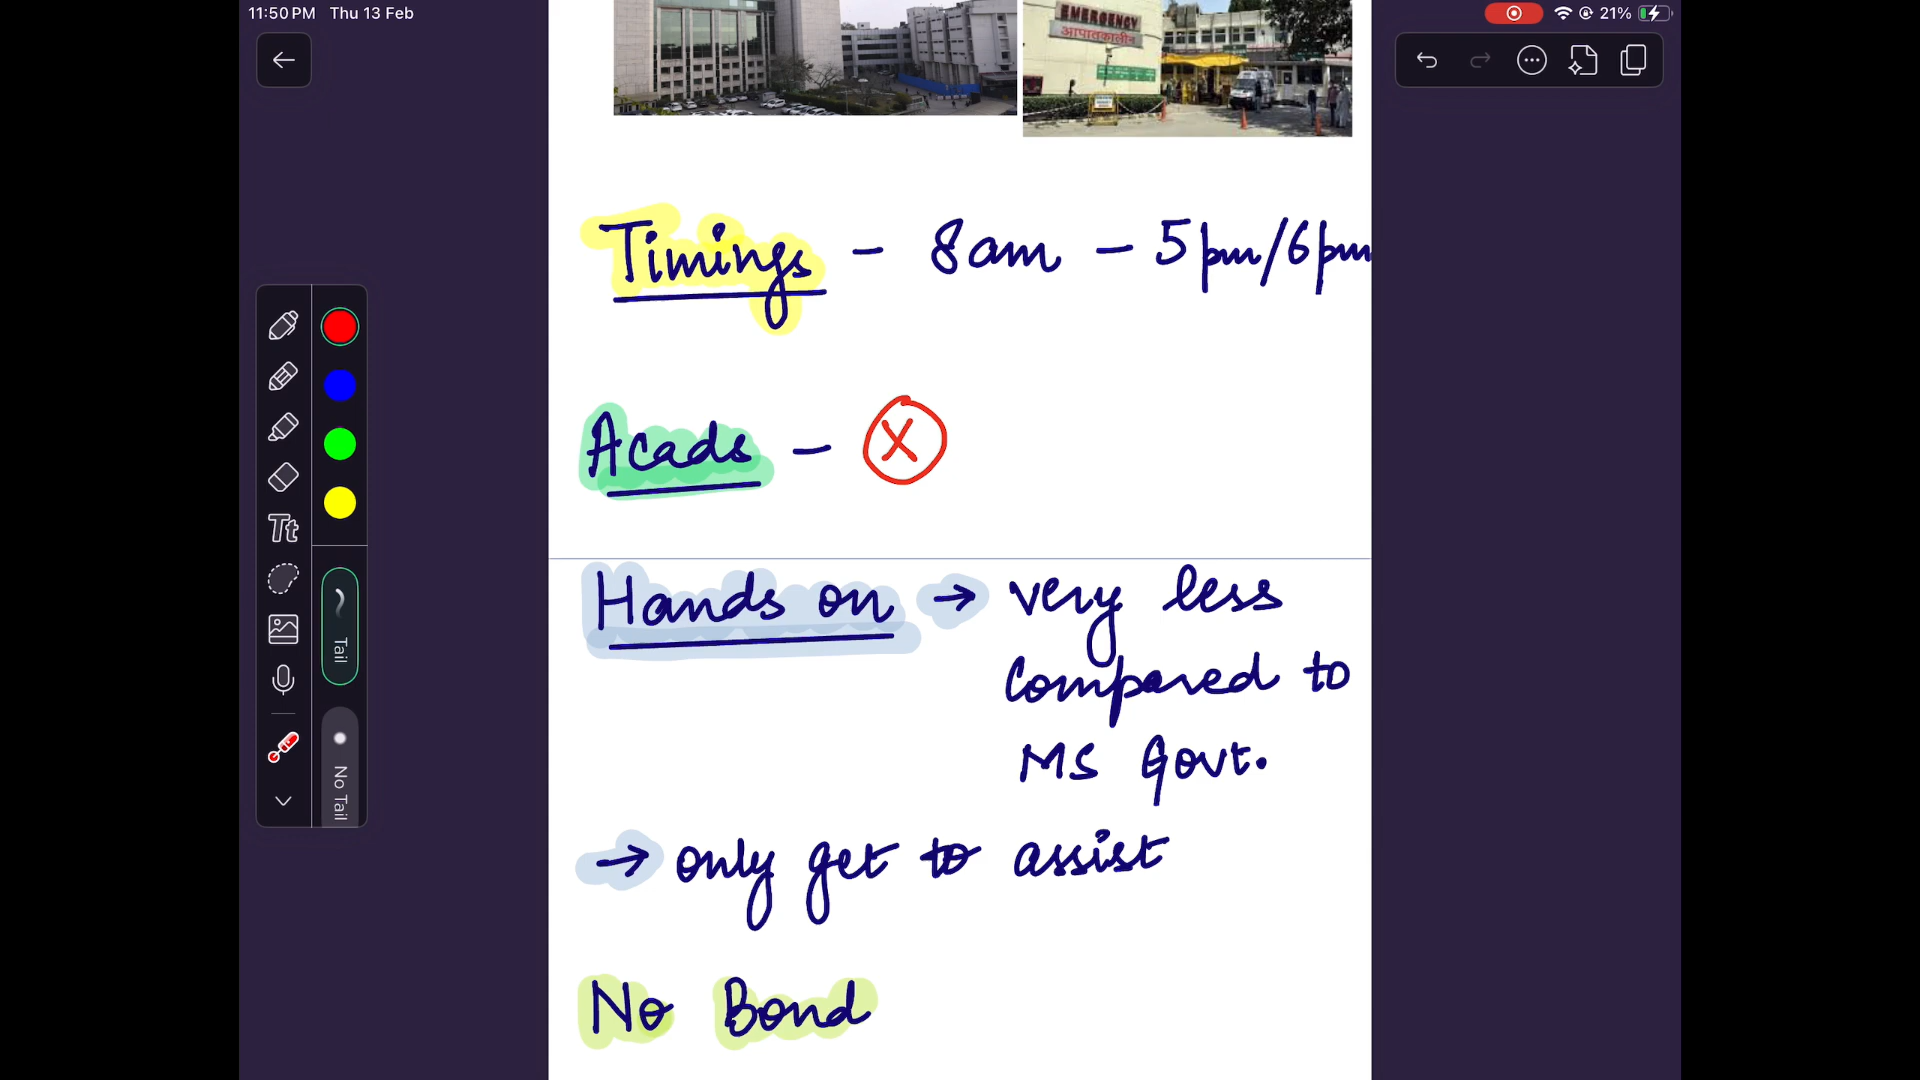 11:50 PM Thu 13 Feb
21%
EMERGENCY
आपातकालीन
Timings - 8am - 5pm/6pm
Acads - X
Hands on → very less
compared to
MS Govt.
→ only get to assist
No Bond
Tt
Tail
No Tail